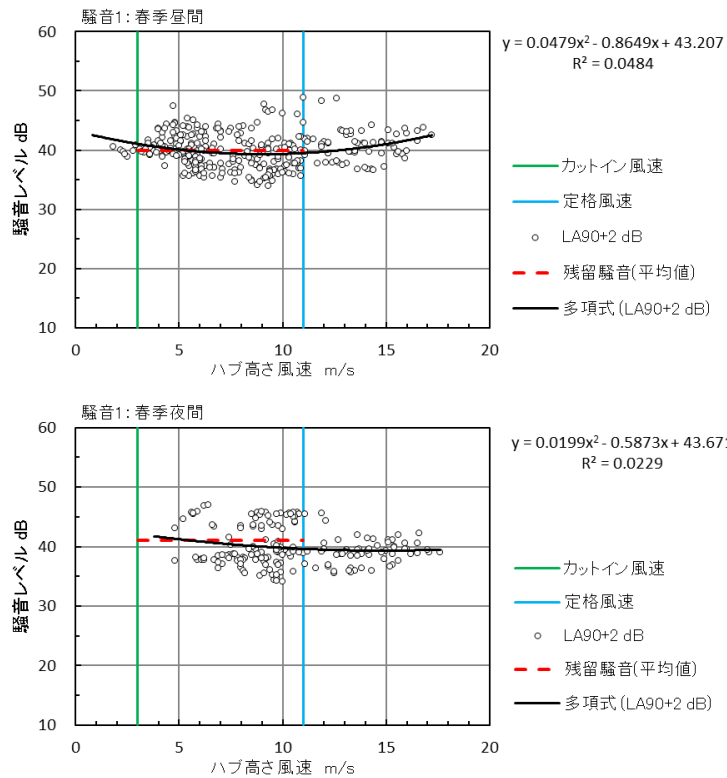 騒音1：春季昼間
y = 0.0479x² - 0.8649x + 43.207
R² = 0.0484
60
50
40
30
20
10
騒音レベル dB
0
5
10
15
20
ハブ高さ風速 m/s
カットイン風速
定格風速
LA90+2 dB
残留騒音(平均値)
多項式 (LA90+2 dB)
騒音1：春季夜間
y = 0.0199x² - 0.5873x + 43.671
R² = 0.0229
60
50
40
30
20
10
騒音レベル dB
0
5
10
15
20
ハブ高さ風速 m/s
カットイン風速
定格風速
LA90+2 dB
残留騒音(平均値)
多項式 (LA90+2 dB)